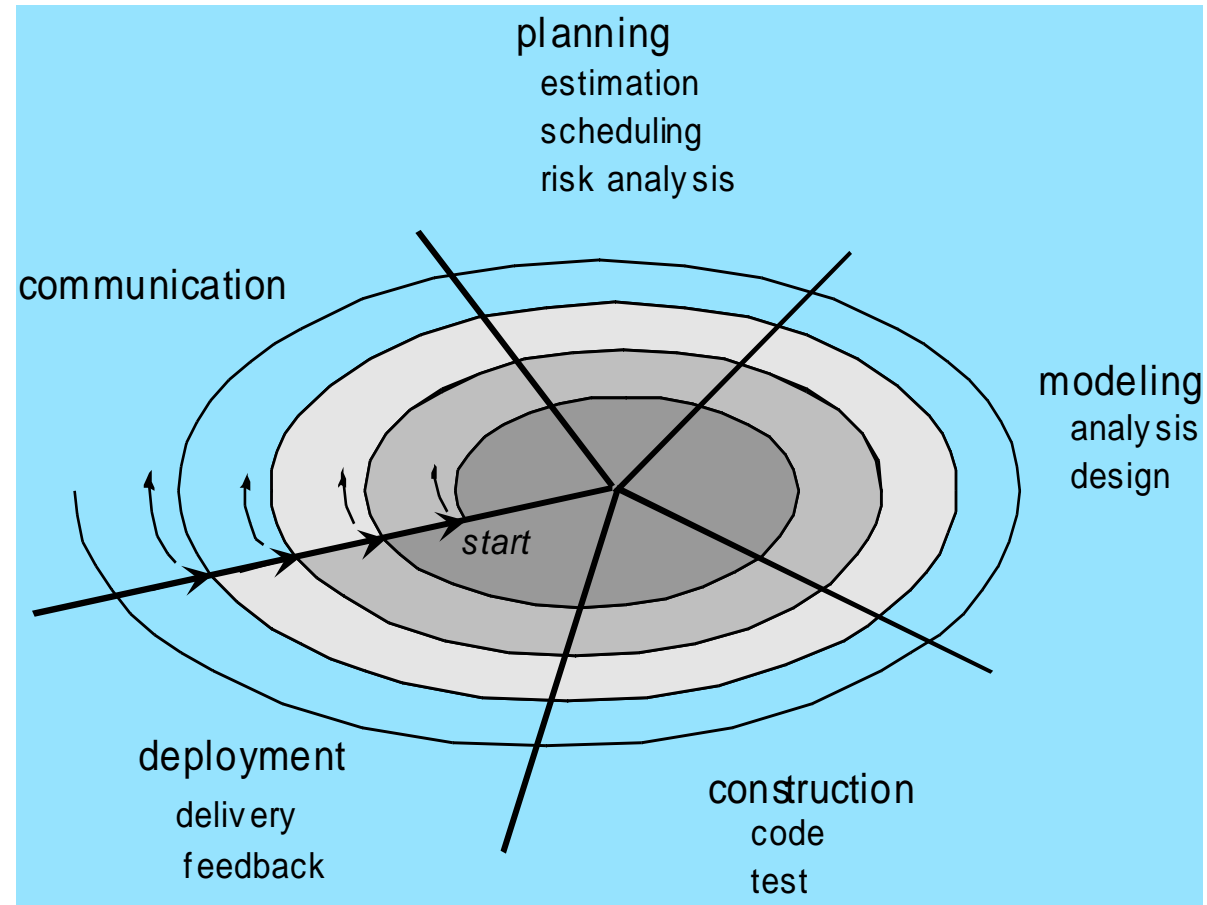 planning
estimation
scheduling
risk analysis
communication
modeling
analysis
design
start
deployment
delivery
feedback
construction
code
test